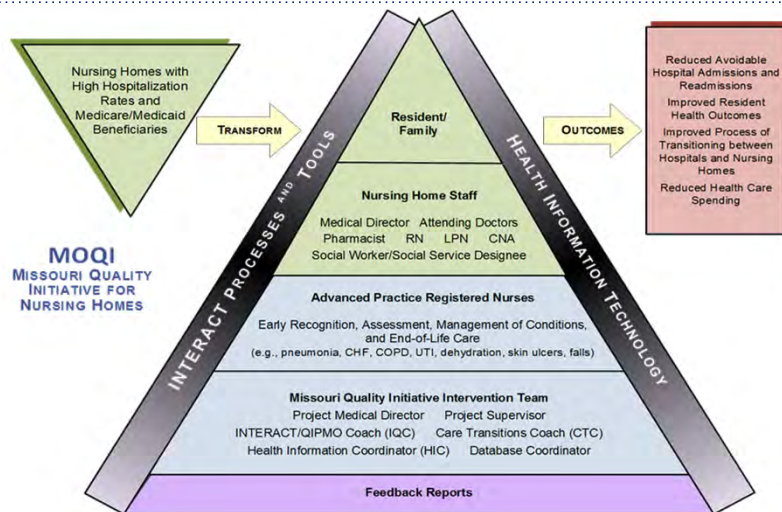 Nursing Homes with
High Hospitalization
Rates and
Medicare/Medicaid
Beneficiaries
TRANSFORM
MOQI
MISSOURI QUALITY
INITIATIVE FOR
NURSING HOMES
INTERACT PROCESSES AND TOOLS
Resident/
Family
Nursing Home Staff
Medical Director Attending Doctors
Pharmacist RN LPN CNA
Social Worker/Social Service Designee
Advanced Practice Registered Nurses
Early Recognition, Assessment, Management of Conditions,
and End-of-Life Care
(e.g., pneumonia, CHF, COPD, UTI, dehydration, skin ulcers, falls)
Missouri Quality Initiative Intervention Team
Project Medical Director Project Supervisor
INTERACT/QIPMO Coach (IQC) Care Transitions Coach (CTC)
Health Information Coordinator (HIC) Database Coordinator
Feedback Reports
HEALTH INFORMATION TECHNOLOGY
OUTCOMES
Reduced Avoidable
Hospital Admissions and
Readmissions
Improved Resident
Health Outcomes
Improved Process of
Transitioning between
Hospitals and Nursing
Homes
Reduced Health Care
Spending